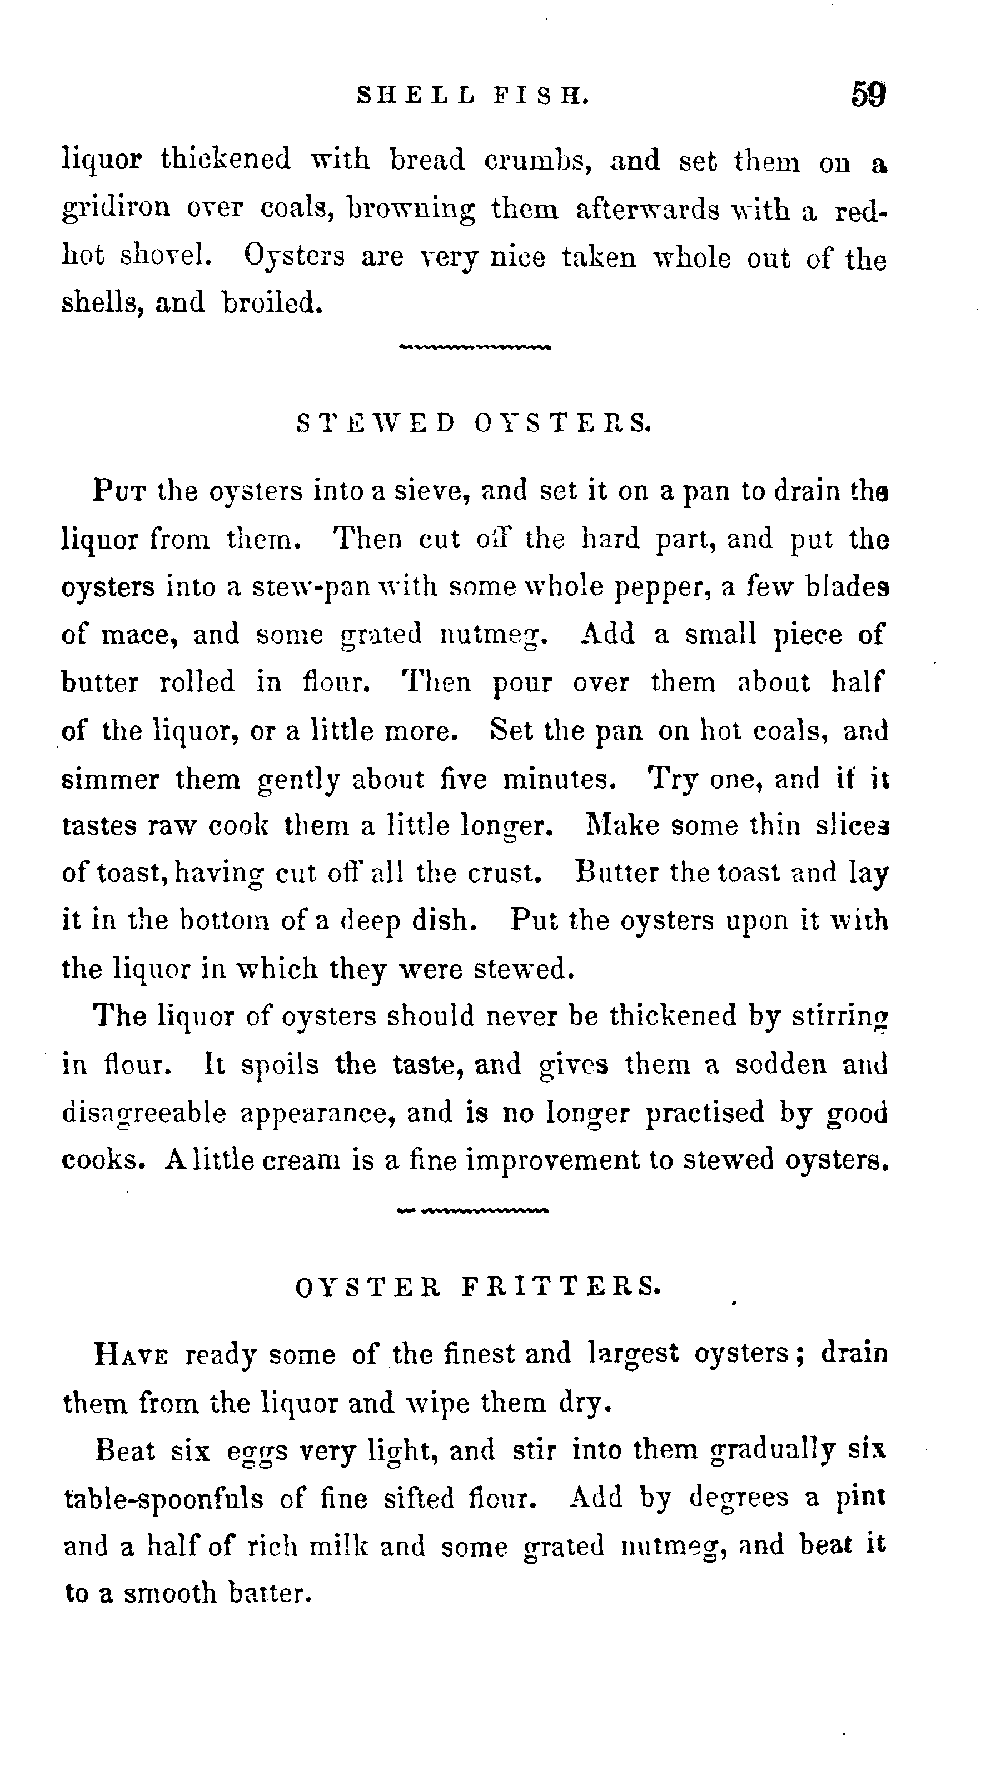 SHELL FISH. 59
liquor thickened with bread crumbs, and set them on a
gridiron over coals, browning them afterwards with a red-
hot shovel. Oysters are very nice taken whole out of the
shells, and broiled.
STEWED OYSTERS.
PUT the oysters into a sieve, and set it on a pan to drain the
liquor from them. Then cut off the hard part, and put the
oysters into a stew-pan with some whole pepper, a few blades
of mace, and some grated nutmeg. Add a small piece of
butter rolled in flour. Then pour over them about half
of the liquor, or a little more. Set the pan on hot coals, and
simmer them gently about five minutes. Try one, and if it
tastes raw cook them a little longer. Make some thin slices
of toast, having cut off all the crust. Butter the toast and lay
it in the bottom of a deep dish. Put the oysters upon it with
the liquor in which they were stewed.
The liquor of oysters should never be thickened by stirring
in flour. It spoils the taste, and gives them a sodden and
disagreeable appearance, and is no longer practised by good
cooks. A little cream is a fine improvement to stewed oysters.
OYSTER FRITTERS.
HAVE ready some of the finest and largest oysters; drain
them from the liquor and wipe them dry.
Beat six eggs very light, and stir into them gradually six
table-spoonfuls of fine sifted flour. Add by degrees a pint
and a half of rich milk and some grated nutmeg, and beat it
to a smooth batter.